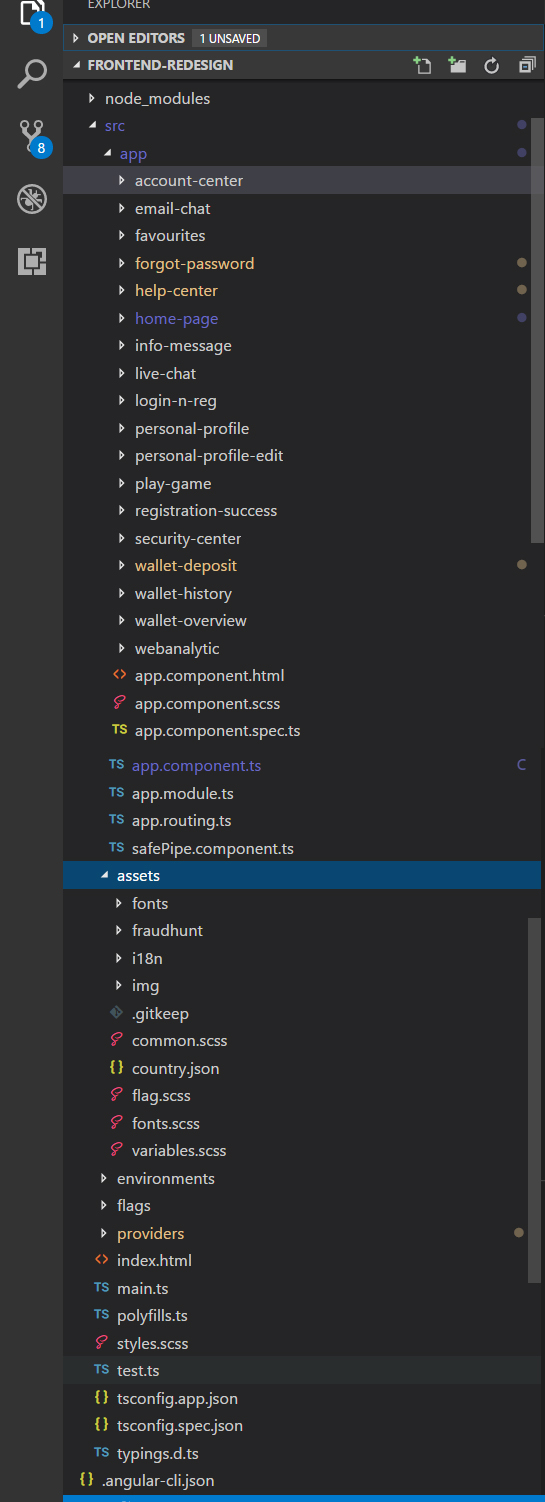 EXPLORER
1
OPEN EDITORS 1 UNSAVED
FRONTEND-REDESIGN
node_modules
src
8
app
account-center
email-chat
favourites
forgot-password
help-center
home-page
info-message
live-chat
login-n-reg
personal-profile
personal-profile-edit
play-game
registration-success
security-center
wallet-deposit
wallet-history
wallet-overview
webanalytic
<> app.component.html
app.component.scss
TS app.component.spec.ts
TS app.component.ts C
TS app.module.ts
TS app.routing.ts
TS safePipe.component.ts
assets
fonts
fraudhunt
i18n
img
.gitkeep
common.scss
{} country.json
flag.scss
fonts.scss
variables.scss
environments
flags
providers
<> index.html
TS main.ts
TS polyfills.ts
styles.scss
TS test.ts
{} tsconfig.app.json
{} tsconfig.spec.json
TS typings.d.ts
{} .angular-cli.json